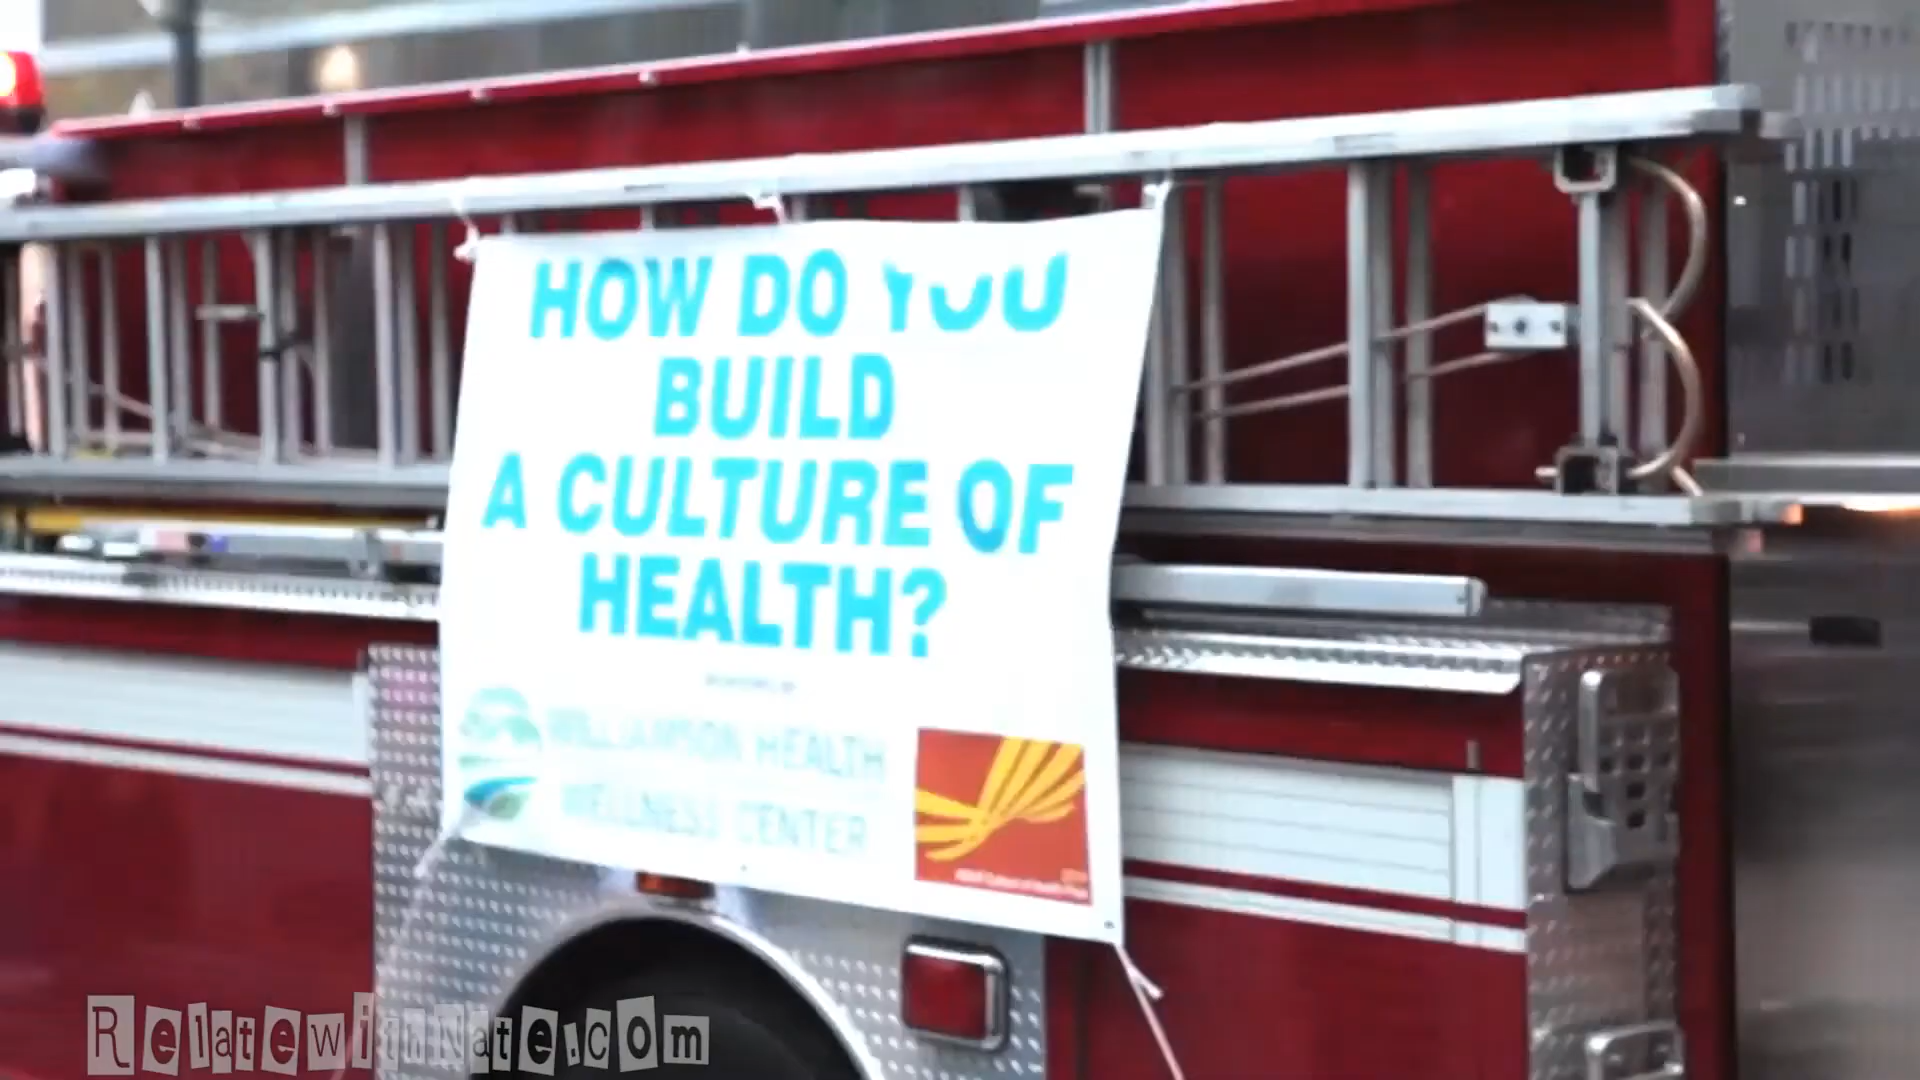 HOW DO YOU
BUILD
A CULTURE OF
HEALTH?
WILLIAMSON HEALTH
WELLNESS CENTER
RelatewithNate.com